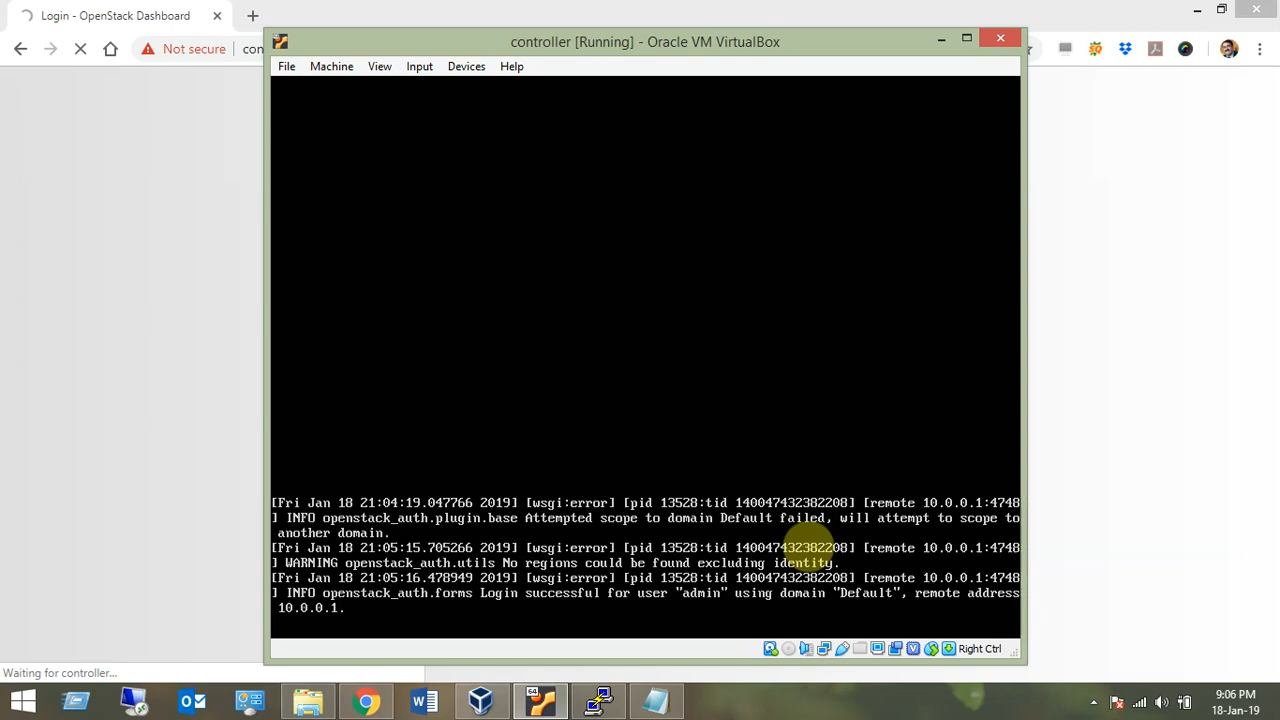 Login - OpenStack Dashboard
Not secure
con
controller [Running] - Oracle VM VirtualBox
File Machine View Input Devices Help
[Fri Jan 18 21:04:19.047766 2019] [wsgi:error] [pid 13528:tid 140047432382208] [remote 10.0.0.1:4748
] INFO openstack_auth.plugin.base Attempted scope to domain Default failed, will attempt to scope to
another domain.
[Fri Jan 18 21:05:15.705266 2019] [wsgi:error] [pid 13528:tid 140047432382208] [remote 10.0.0.1:4748
] WARNING openstack_auth.utils No regions could be found excluding identity.
[Fri Jan 18 21:05:16.478949 2019] [wsgi:error] [pid 13528:tid 140047432382208] [remote 10.0.0.1:4748
] INFO openstack_auth.forms Login successful for user "admin" using domain "Default", remote address
10.0.0.1.
Right Ctrl
Waiting for controller...
64
9:06 PM
18-Jan-19